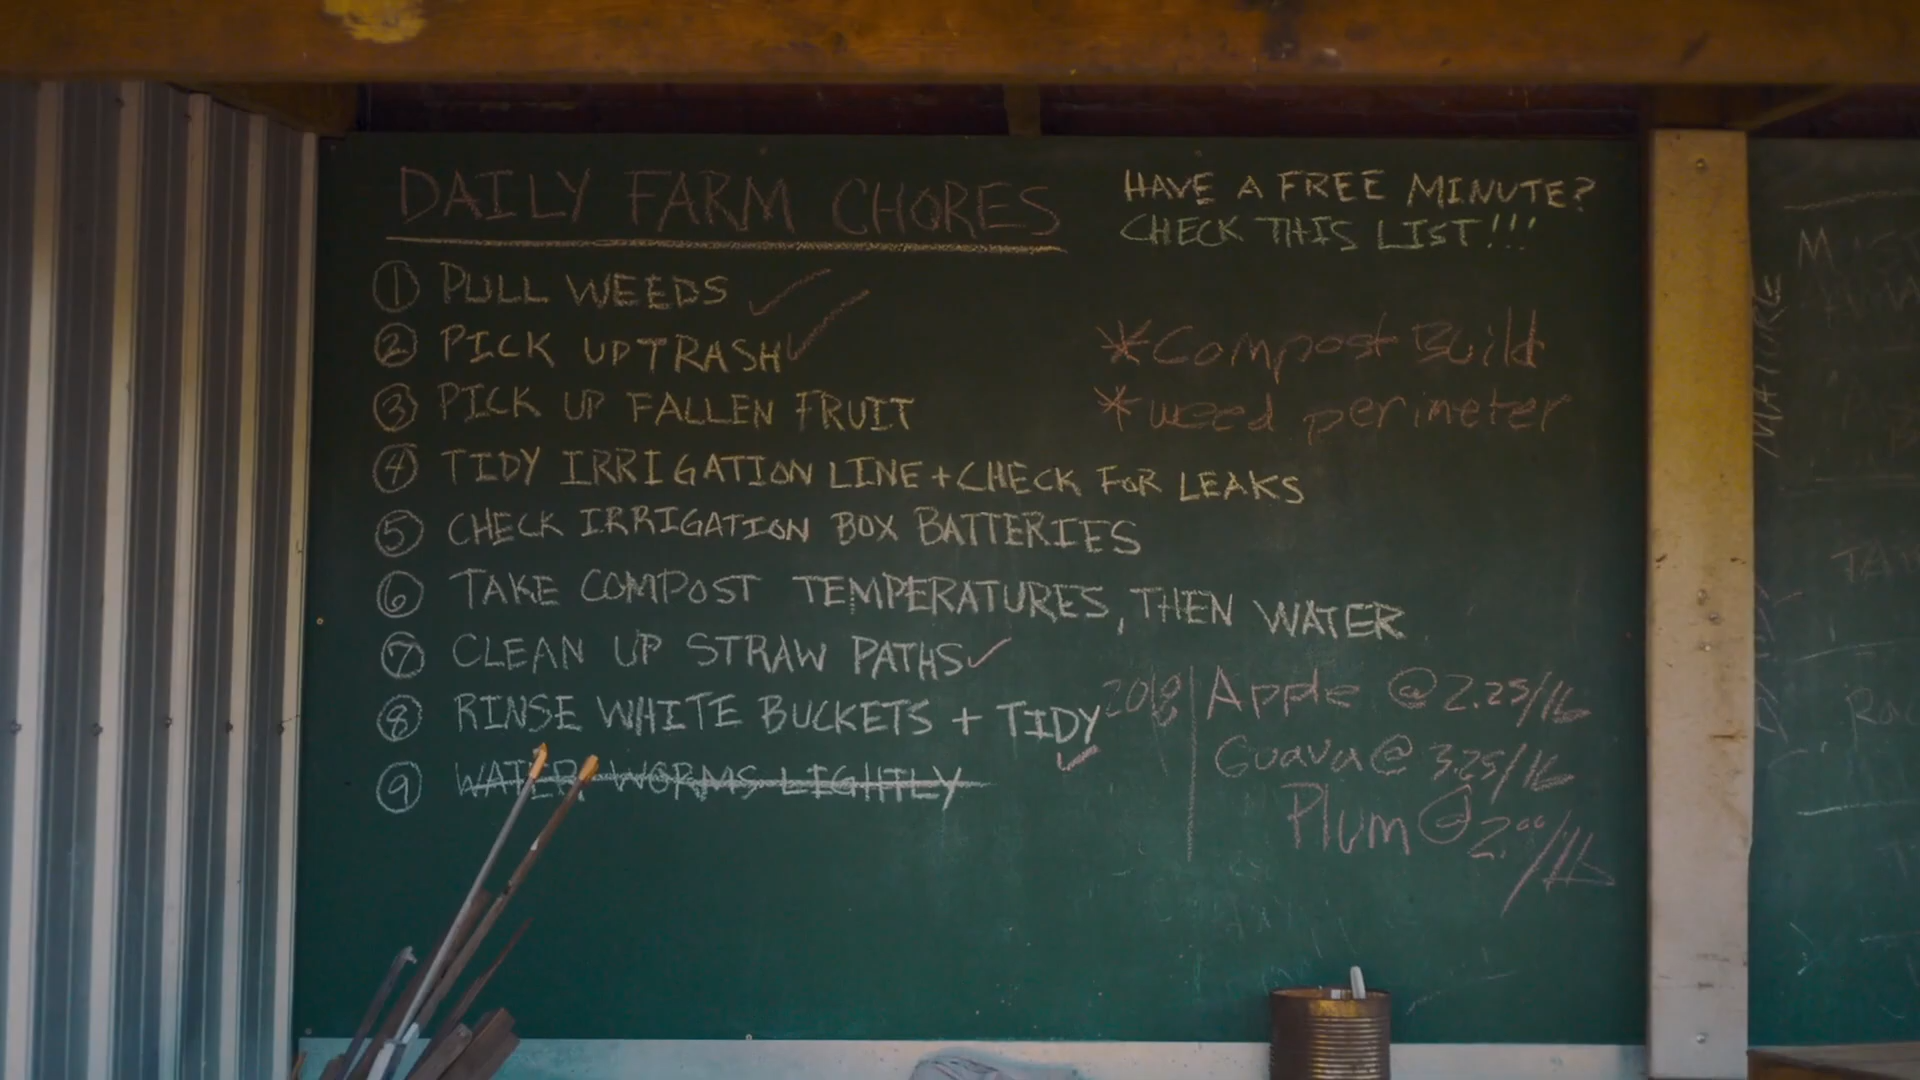 DAILY FARM CHORES
① PULL WEEDS ✓
② PICK UP TRASH ✓
③ PICK UP FALLEN FRUIT
④ TIDY IRRIGATION LINE + CHECK FOR LEAKS
⑤ CHECK IRRIGATION BOX BATTERIES
⑥ TAKE COMPOST TEMPERATURES, THEN WATER
⑦ CLEAN UP STRAW PATHS ✓
⑧ RINSE WHITE BUCKETS + TIDY ✓
⑨ WATER WORMS LIGHTLY
HAVE A FREE MINUTE?
CHECK THIS LIST!!!
*Compost Build
*weed perimeter
2018 Apple @ 2.25/lb
Guava @ 3.25/lb
Plum @ 2.00/lb
MATURE